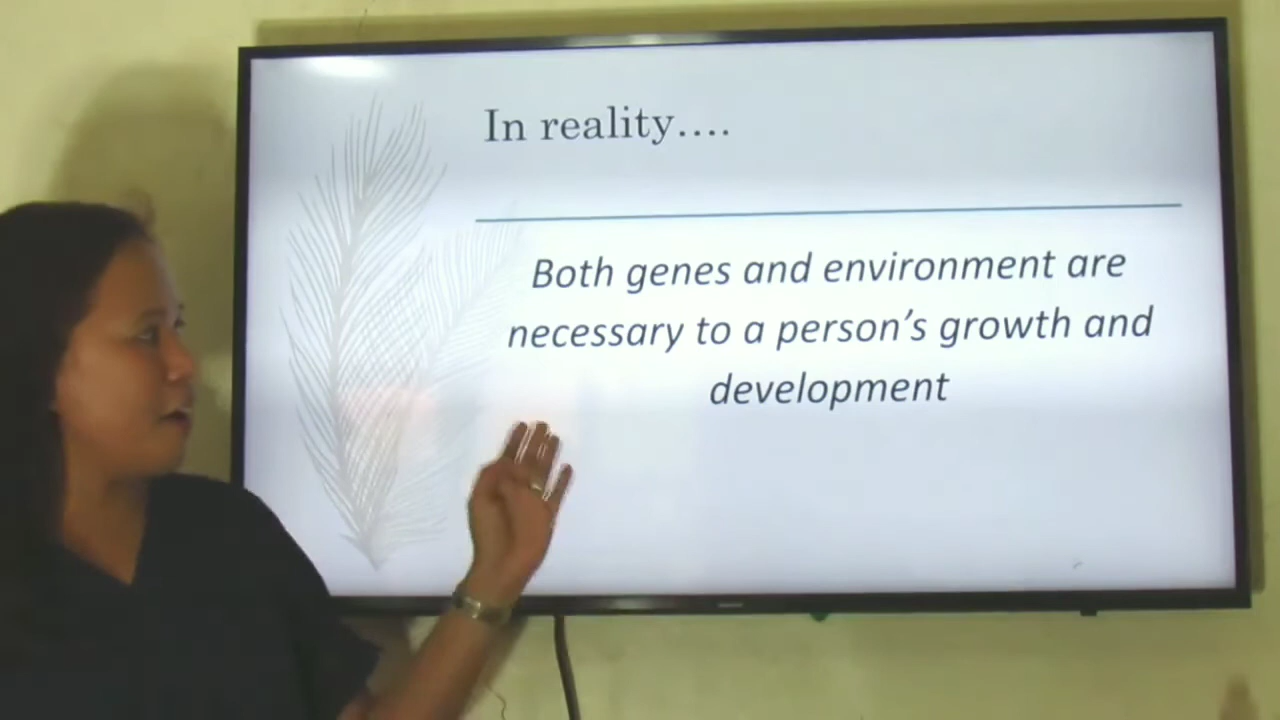 In reality....
Both genes and environment are
necessary to a person's growth and
development